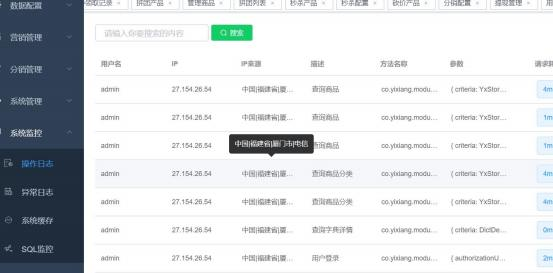 数据配置
营销管理
分销管理
系统管理
系统监控
操作日志
异常日志
系统缓存
SQL监控
领取记录 × 拼团产品 × 管理商品 × 拼团列表 × 秒杀产品 × 秒杀配置 × 砍价产品 × 分销配置 × 提现管理 × 用
请输入你要搜索的内容 搜索
用户名 IP IP来源 描述 方法名称 参数 请求耗
admin 27.154.26.54 中国|福建省|厦… 查询商品 co.yixiang.modu… { criteria: YxStor… 4m
admin 27.154.26.54 中国|福建省|厦… 查询商品 co.yixiang.modu… { criteria: YxStor… 1m
admin 27.154.26.54 查询商品 co.yixiang.modu… { criteria: YxStor… 1m
中国|福建省|厦门市|电信
admin 27.154.26.54 中国|福建省|厦… 查询商品分类 co.yixiang.modu… { criteria: YxStor… 4m
admin 27.154.26.54 中国|福建省|厦… 查询商品分类 co.yixiang.modu… { criteria: YxStor… 4m
admin 27.154.26.54 中国|福建省|厦… 查询字典详情 co.yixiang.modu… { criteria: DictDe… 0m
admin 27.154.26.54 中国|福建省|厦… 用户登录 co.yixiang.modu… { authorizationU… 2m